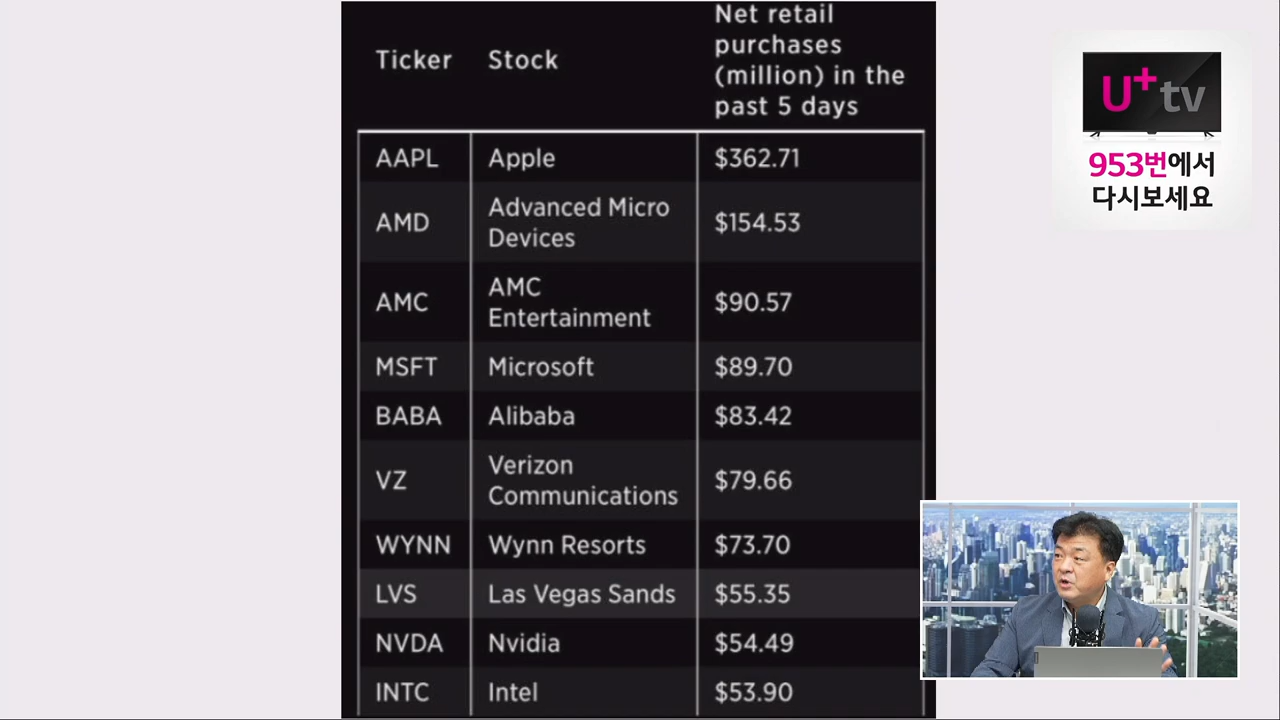 Ticker
Stock
Net retail
purchases
(million) in the
past 5 days
AAPL
Apple
$362.71
AMD
Advanced Micro
Devices
$154.53
AMC
AMC
Entertainment
$90.57
MSFT
Microsoft
$89.70
BABA
Alibaba
$83.42
VZ
Verizon
Communications
$79.66
WYNN
Wynn Resorts
$73.70
LVS
Las Vegas Sands
$55.35
NVDA
Nvidia
$54.49
INTC
Intel
$53.90
U+ tv
953번에서
다시보세요